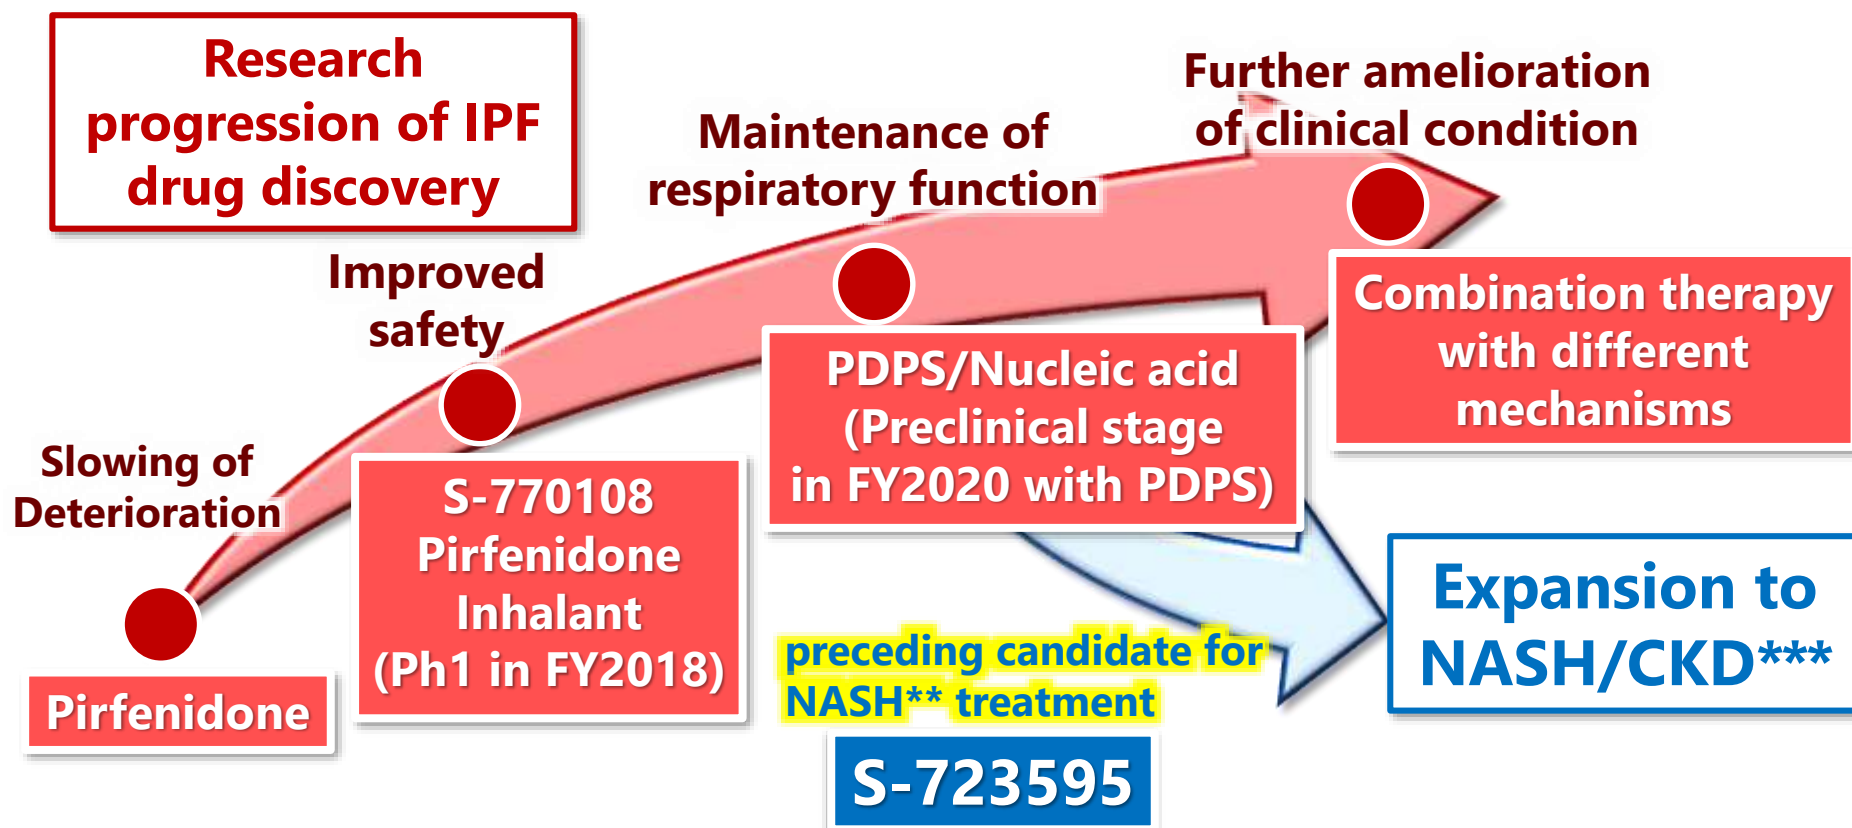 Research
progression of IPF
drug discovery
Slowing of
Deterioration
Pirfenidone
Improved
safety
S-770108
Pirfenidone
Inhalant
(Ph1 in FY2018)
Maintenance of
respiratory function
PDPS/Nucleic acid
(Preclinical stage
in FY2020 with PDPS)
Further amelioration
of clinical condition
Combination therapy
with different
mechanisms
preceding candidate for
NASH** treatment
S-723595
Expansion to
NASH/CKD***